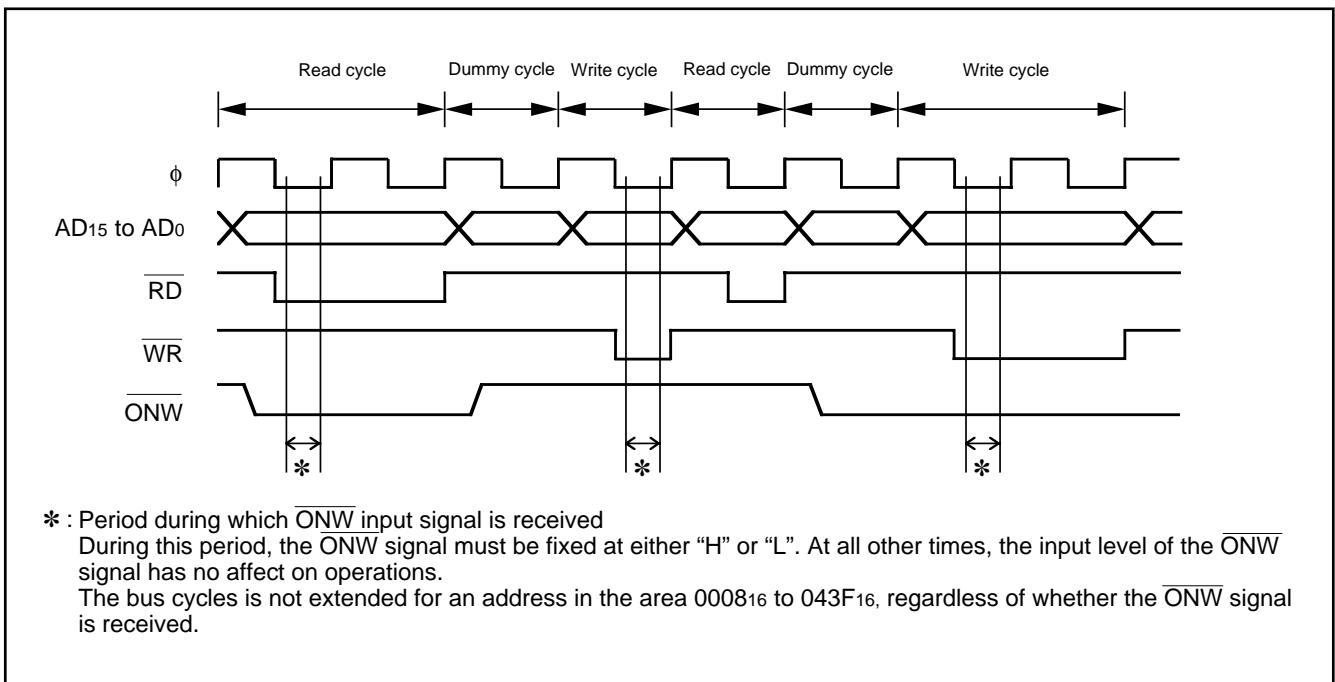 Read cycle Dummy cycle Write cycle Read cycle Dummy cycle Write cycle
ϕ
AD15 to AD0
RD
WR
ONW
* * *
* : Period during which ONW input signal is received
During this period, the ONW signal must be fixed at either “H” or “L”. At all other times, the input level of the ONW
signal has no affect on operations.
The bus cycles is not extended for an address in the area 000816 to 043F16, regardless of whether the ONW signal
is received.